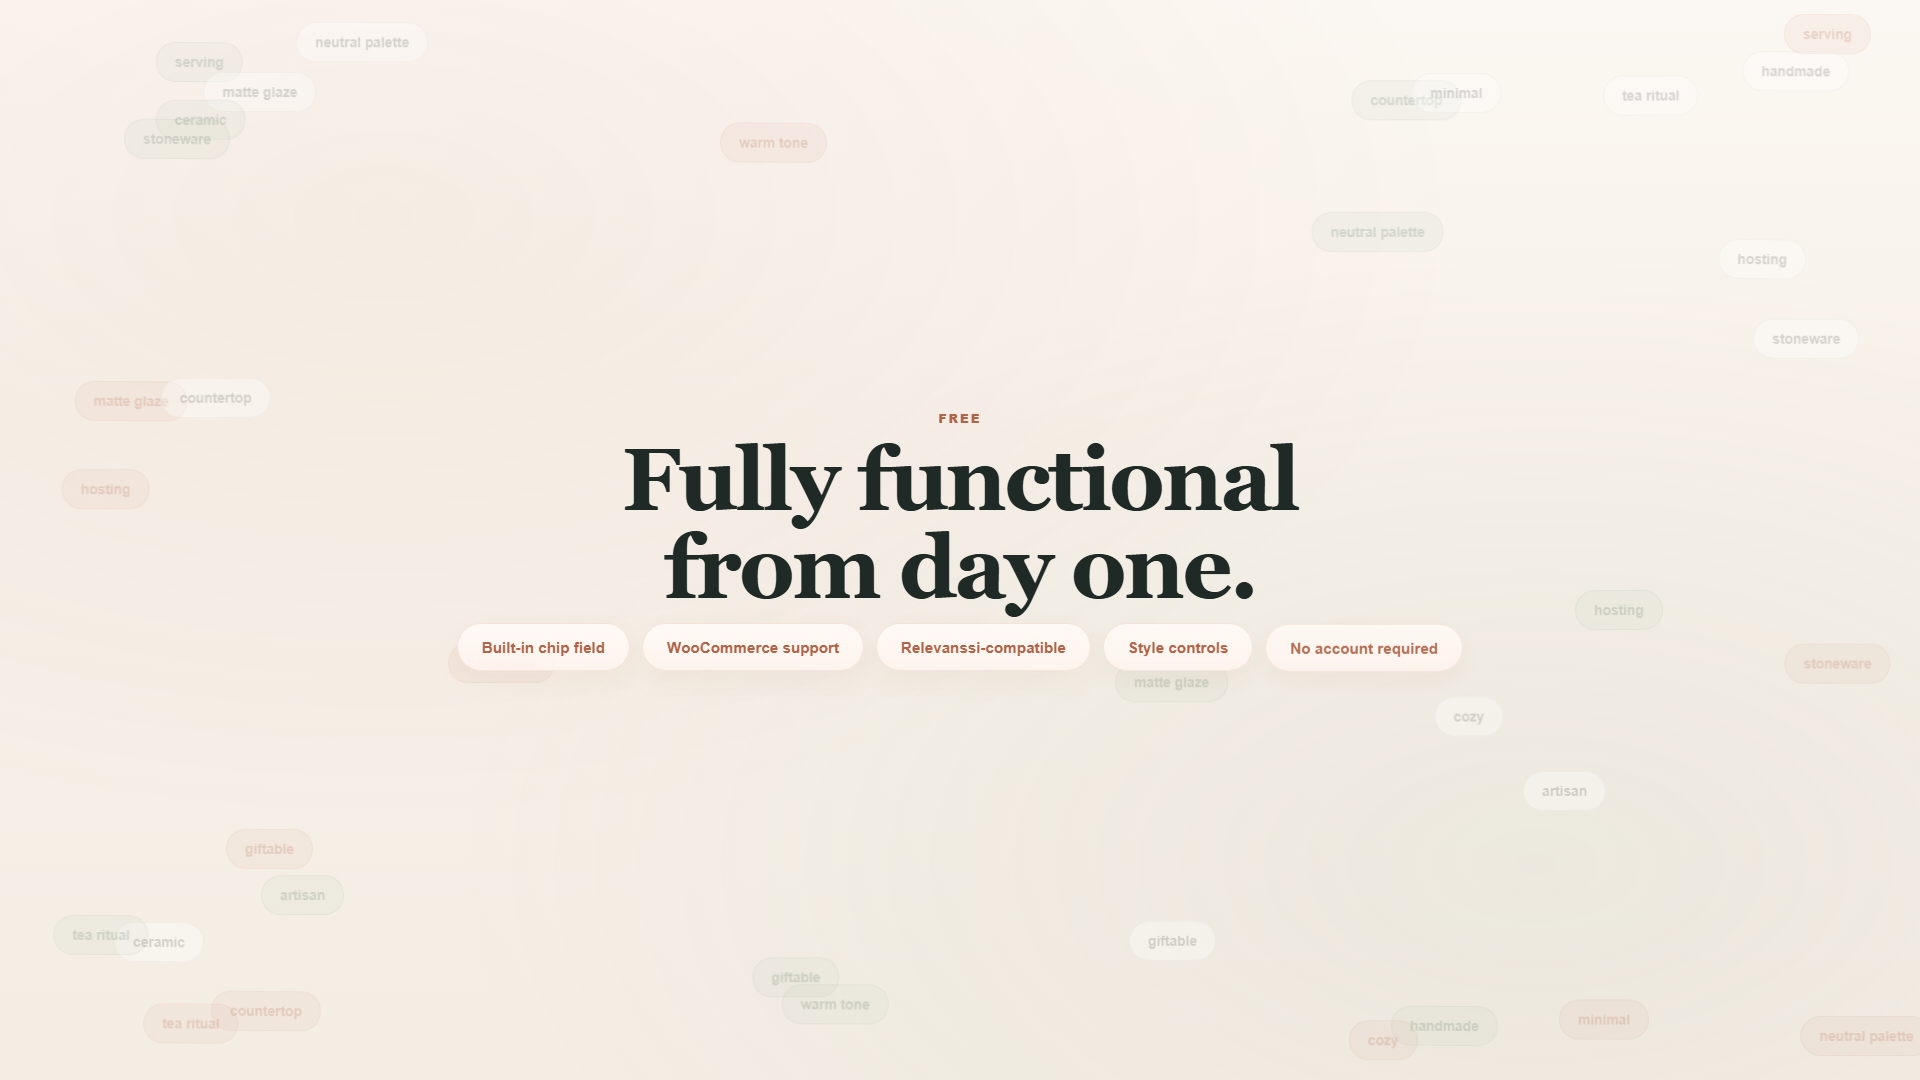 neutral palette
serving
serving
matte glaze
handmade
countertop
minimal
tea ritual
ceramic
stoneware
warm tone
neutral palette
hosting
stoneware
matte glaze
countertop
FREE
hosting
Fully functional
from day one.
hosting
Built-in chip field
WooCommerce support
Relevanssi-compatible
Style controls
No account required
stoneware
matte glaze
cozy
artisan
giftable
artisan
tea ritual
ceramic
giftable
giftable
warm tone
countertop
tea ritual
cozy
handmade
minimal
neutral palette